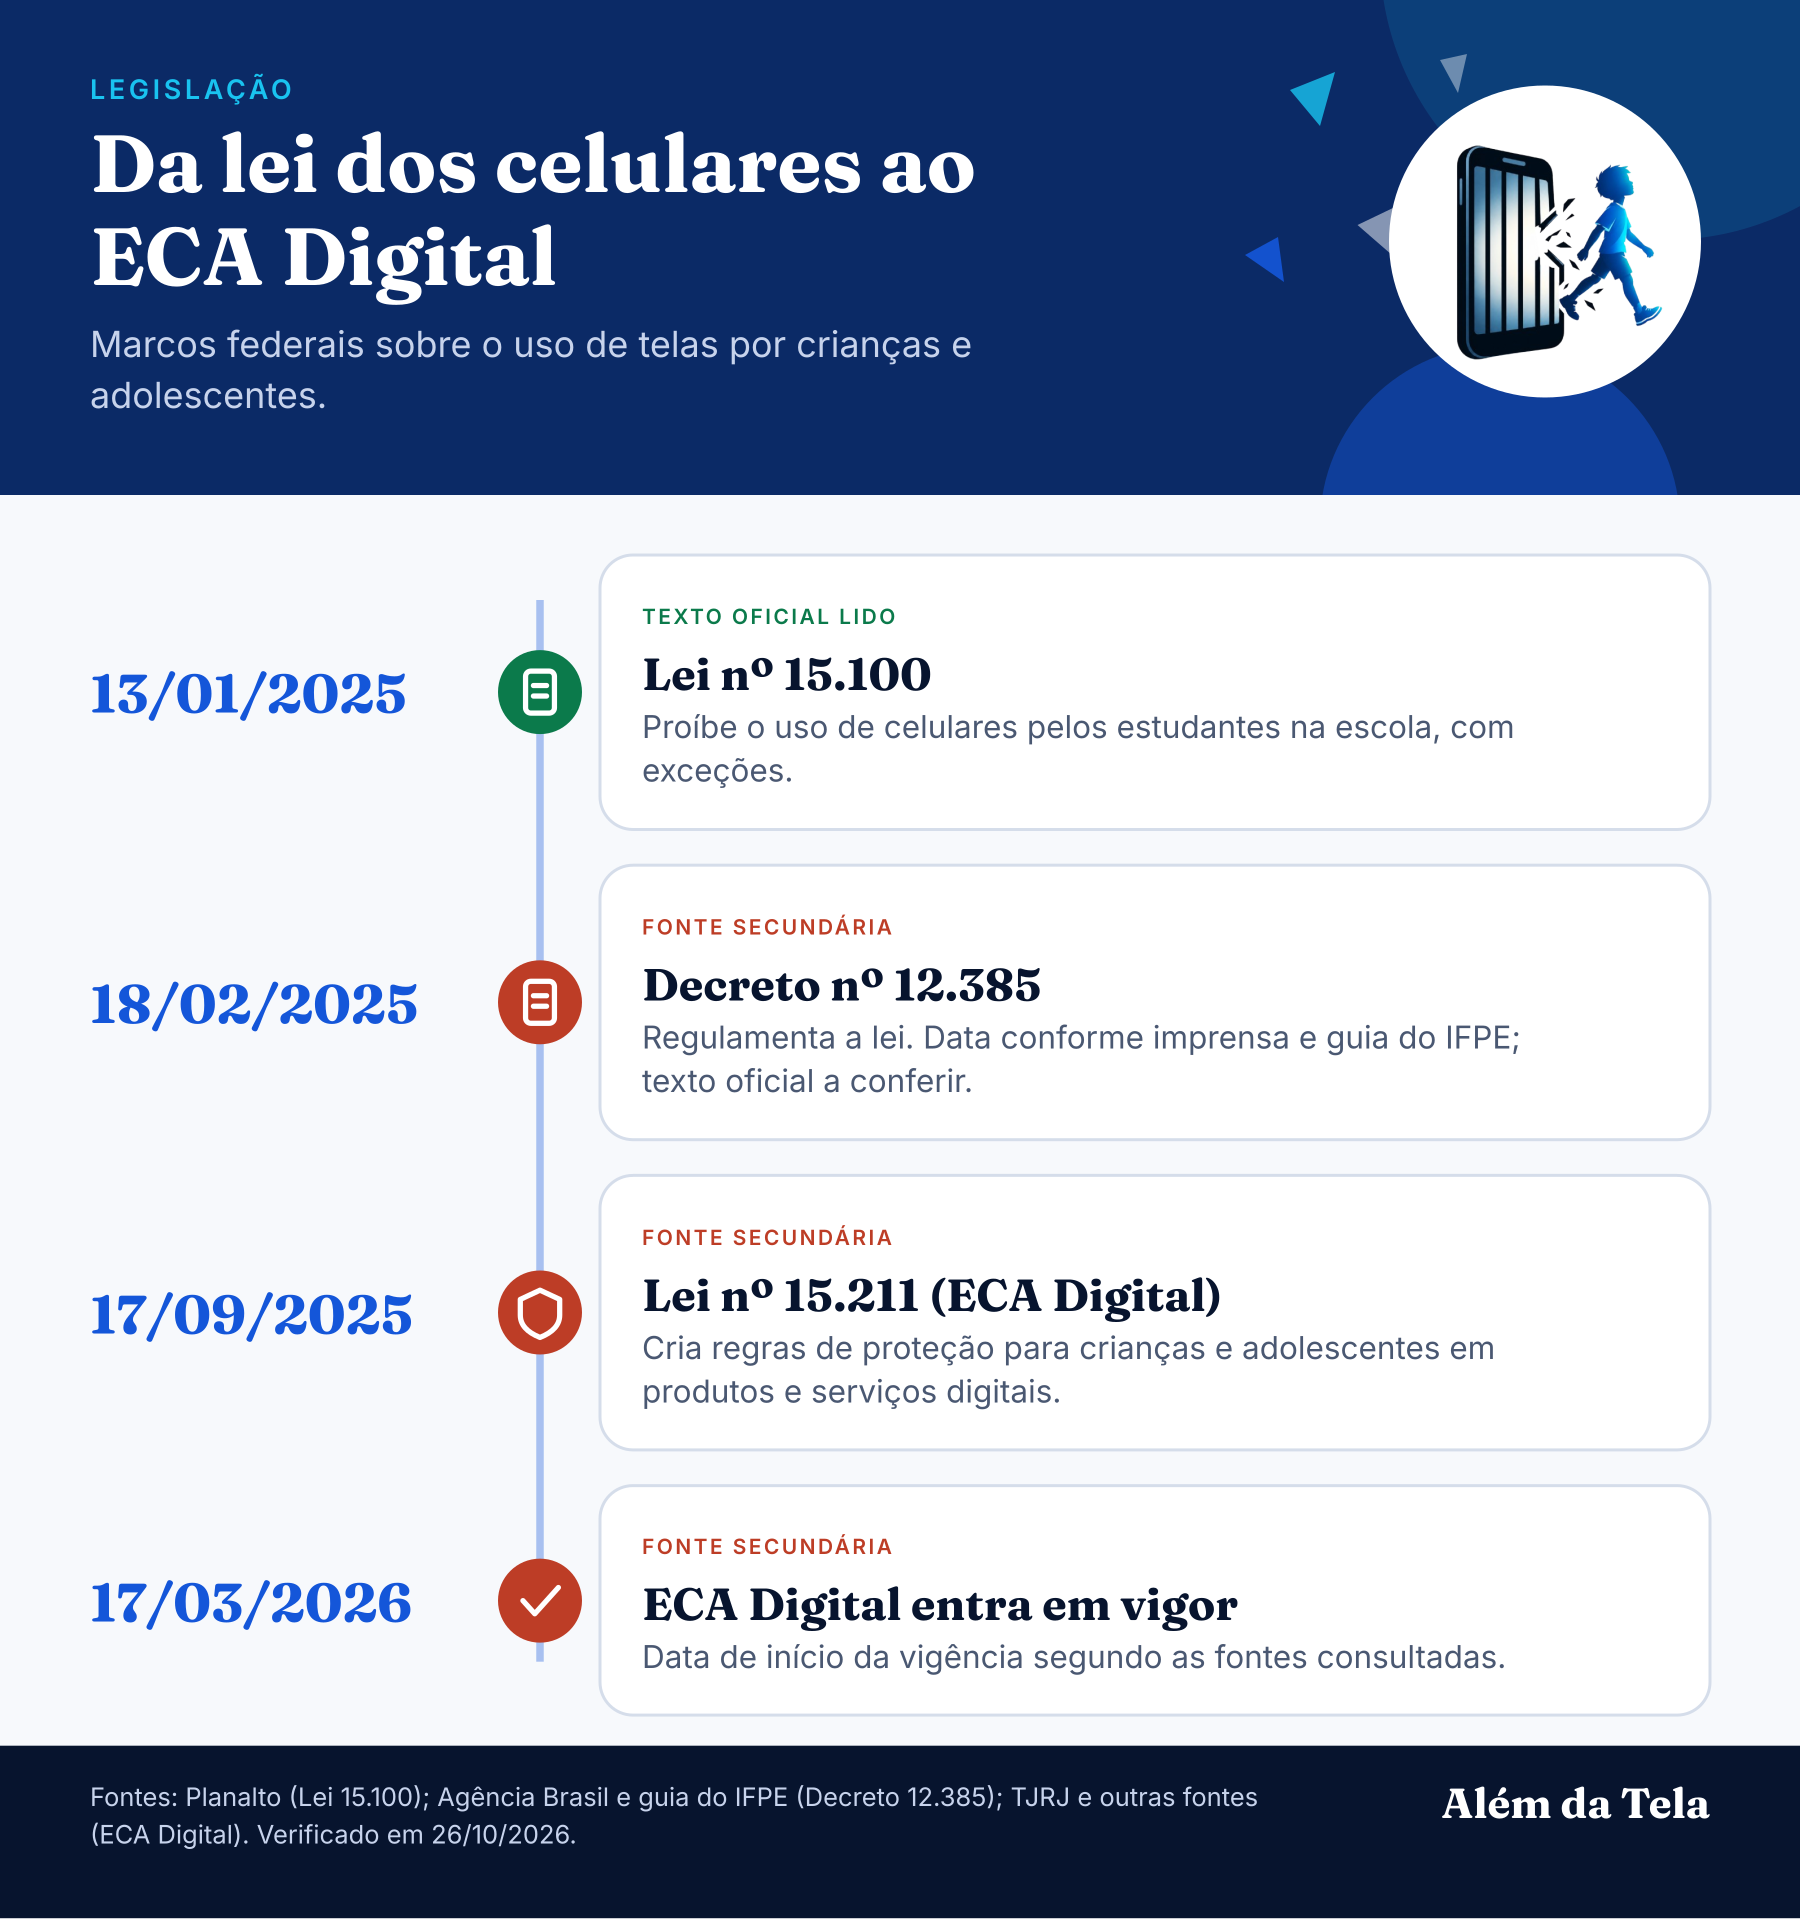 LEGISLAÇÃO
Da lei dos celulares ao
ECA Digital
Marcos federais sobre o uso de telas por crianças e
adolescentes.
13/01/2025
TEXTO OFICIAL LIDO
Lei nº 15.100
Proíbe o uso de celulares pelos estudantes na escola, com
exceções.
18/02/2025
FONTE SECUNDÁRIA
Decreto nº 12.385
Regulamenta a lei. Data conforme imprensa e guia do IFPE;
texto oficial a conferir.
17/09/2025
FONTE SECUNDÁRIA
Lei nº 15.211 (ECA Digital)
Cria regras de proteção para crianças e adolescentes em
produtos e serviços digitais.
17/03/2026
FONTE SECUNDÁRIA
ECA Digital entra em vigor
Data de início da vigência segundo as fontes consultadas.
Fontes: Planalto (Lei 15.100); Agência Brasil e guia do IFPE (Decreto 12.385); TJRJ e outras fontes
(ECA Digital). Verificado em 26/10/2026.
Além da Tela